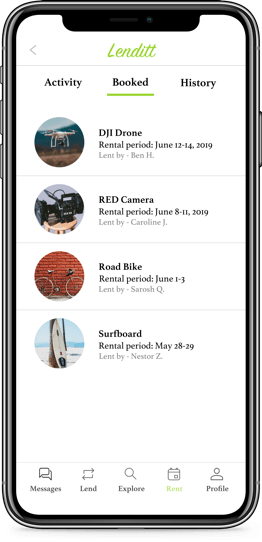 Lenditt
Activity Booked History
DJI Drone
Rental period: June 12-14, 2019
Lent by - Ben H.
RED Camera
Rental period: June 8-11, 2019
Lent by - Caroline J.
Road Bike
Rental period: June 1-3
Lent by - Sarosh Q.
Surfboard
Rental period: May 28-29
Lent by - Nestor Z.
Messages Lend Explore Rent Profile